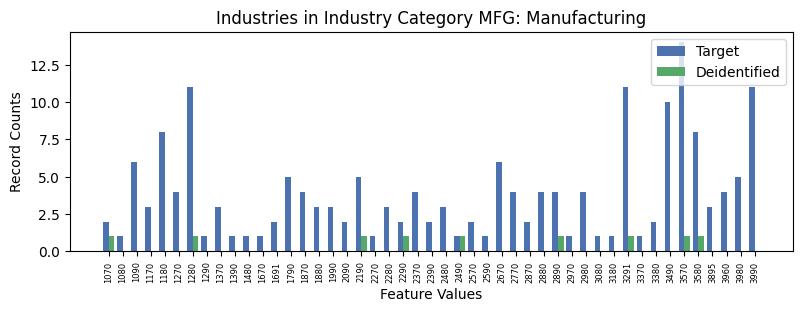 Industries in Industry Category MFG: Manufacturing
Record Counts
12.5
10.0
7.5
5.0
2.5
0.0
Target
Deidentified
1070 1080 1090 1170 1180 1270 1280 1290 1370 1390 1480 1670 1691 1790 1870 1880 1990 2090 2190 2270 2280 2290 2370 2390 2480 2490 2570 2590 2670 2770 2870 2880 2890 2970 2980 3080 3180 3291 3370 3380 3490 3570 3580 3895 3960 3980 3990
Feature Values